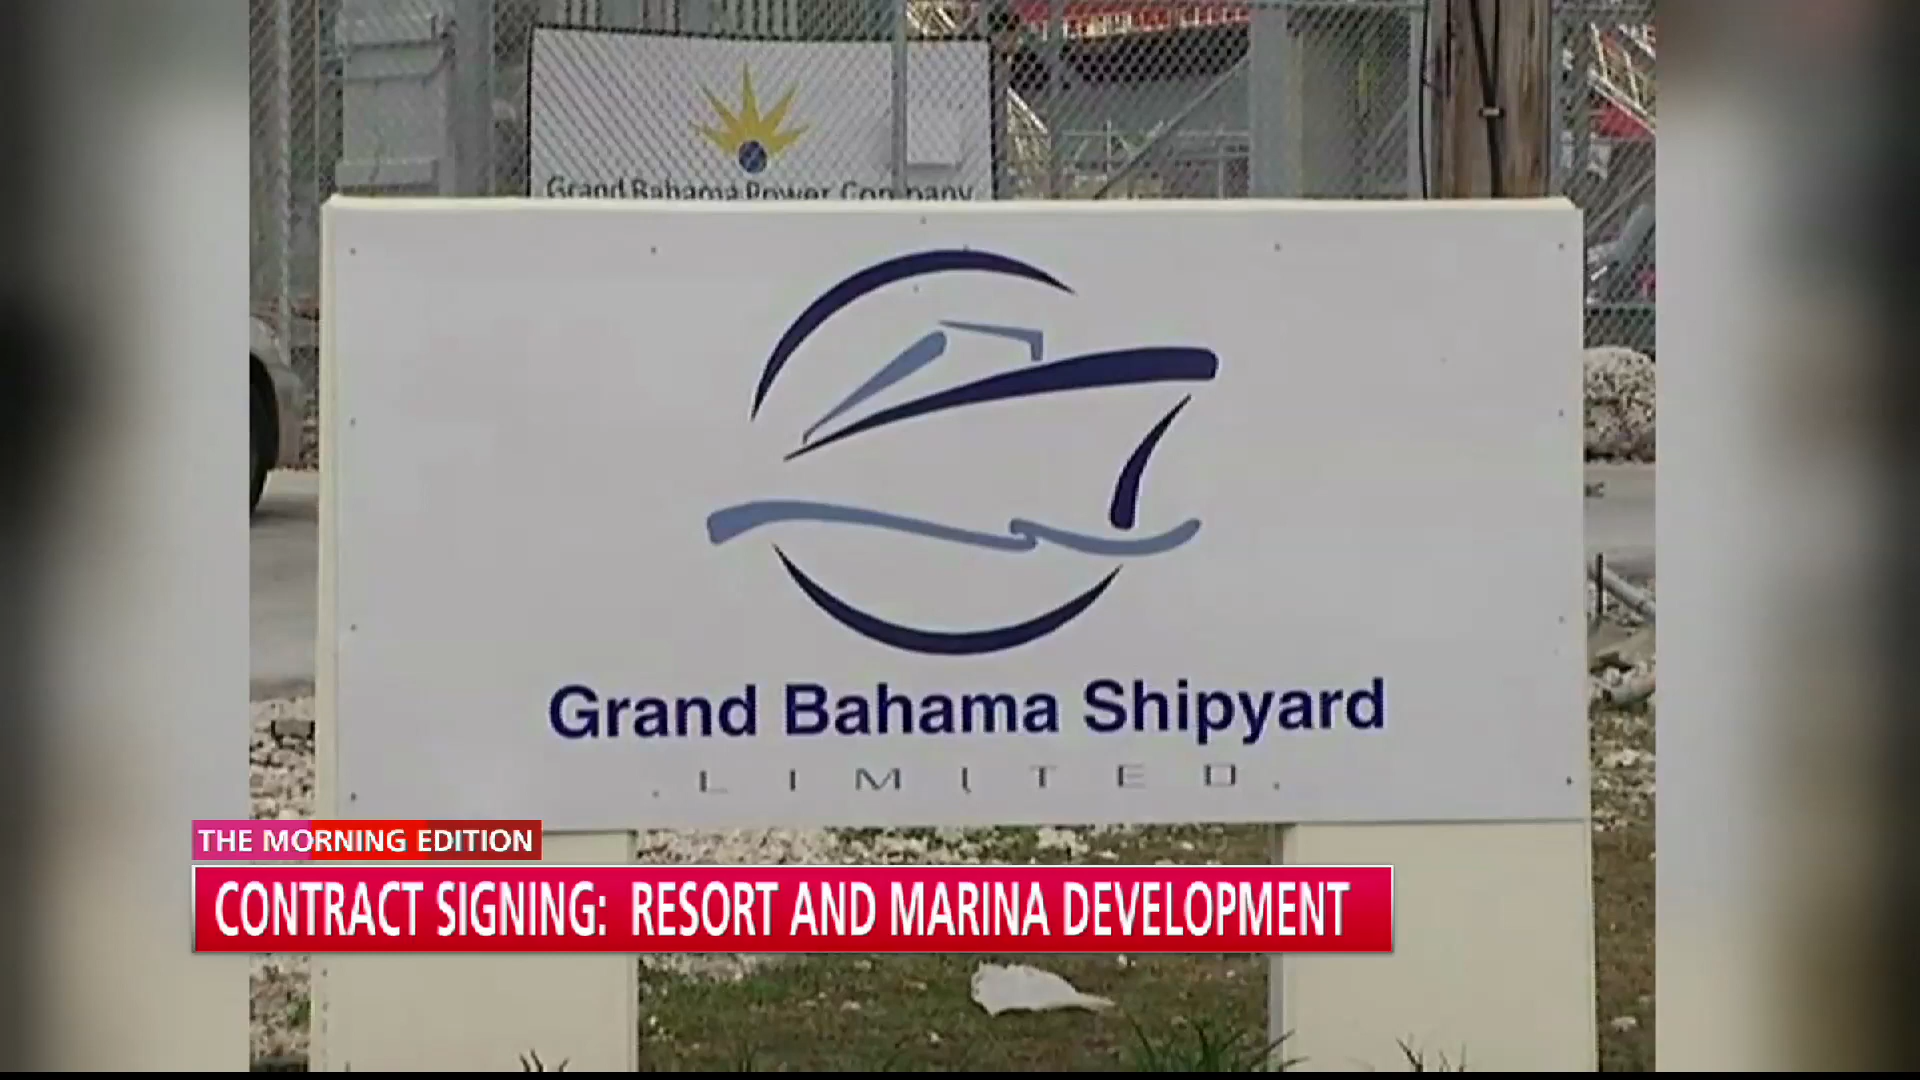 Grand Bahama Power Company
Grand Bahama Shipyard
LIMITED
THE MORNING EDITION
CONTRACT SIGNING: RESORT AND MARINA DEVELOPMENT